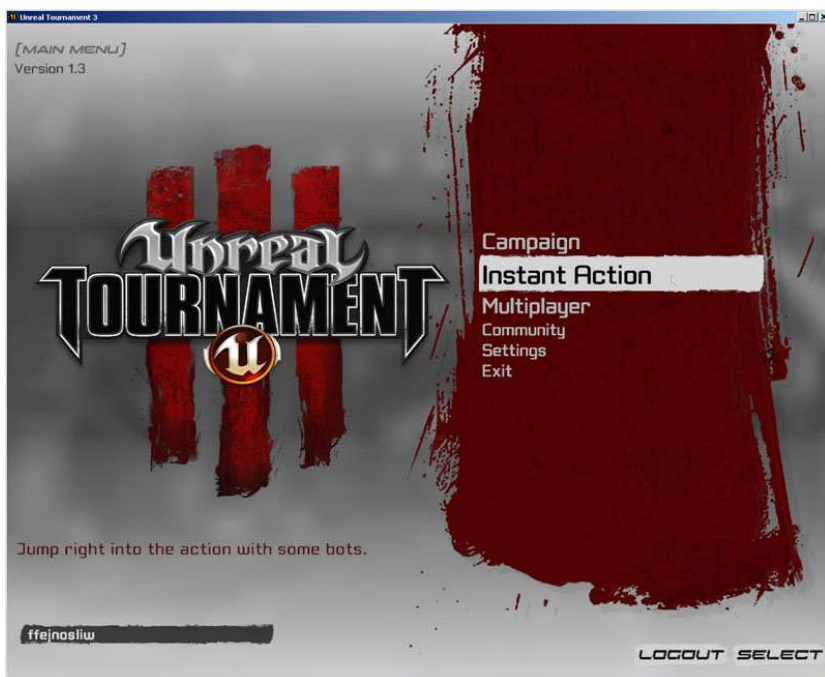 Unreal Tournament 3
[MAIN MENU]
Version 1.3
Unreal
TOURNAMENT
Campaign
Instant Action
Multiplayer
Community
Settings
Exit
Jump right into the action with some bots.
ffejnosliw
LOGOUT SELECT